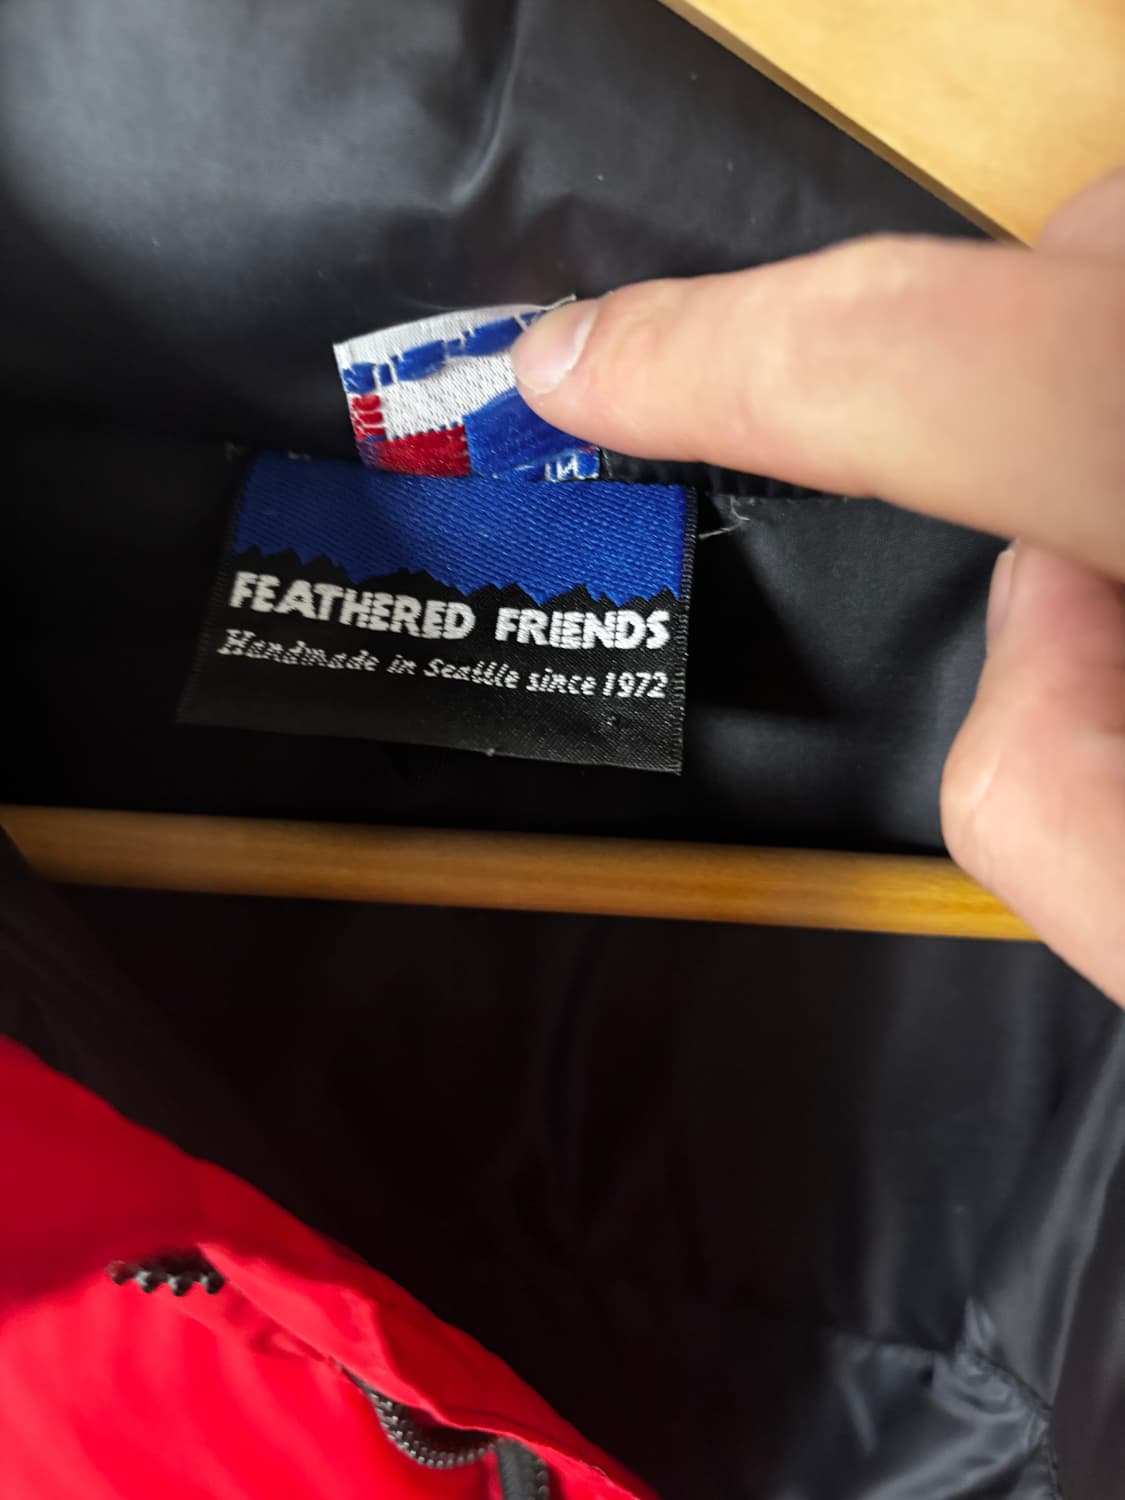 FEATHERED FRIENDS
Handmade in Seattle since 1972